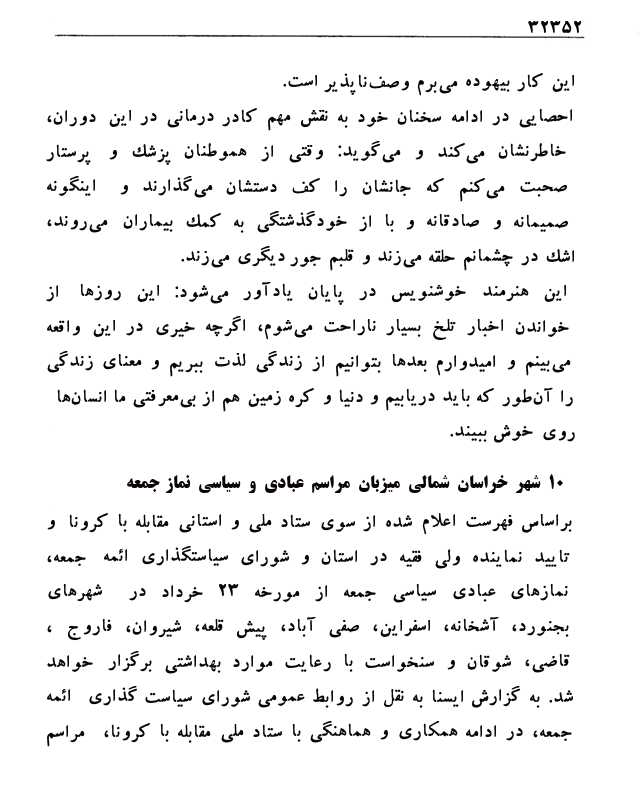 ۳۲۳۵۲
این کار بیهوده می‌برم وصف‌ناپذیر است.
احصایی در ادامه سخنان خود به نقش مهم کادر درمانی در این دوران،
خاطرنشان می‌کند و می‌گوید: وقتی از هموطنان پزشك و پرستار
صحبت می‌کنم که جانشان را کف دستشان می‌گذارند و اینگونه
صمیمانه و صادقانه و با از خودگذشتگی به کمك بیماران می‌روند،
اشك در چشمانم حلقه می‌زند و قلبم جور دیگری می‌زند.
این هنرمند خوشنویس در پایان یادآور می‌شود: این روزها از
خواندن اخبار تلخ بسیار ناراحت می‌شوم، اگرچه خیری در این واقعه
می‌بینم و امیدوارم بعدها بتوانیم از زندگی لذت ببریم و معنای زندگی
را آن‌طور که باید دریابیم و دنیا و کره زمین هم از بی‌معرفتی ما انسان‌ها
روی خوش ببیند.
۱۰ شهر خراسان شمالی میزبان مراسم عبادی و سیاسی نماز جمعه
براساس فهرست اعلام شده از سوی ستاد ملی و استانی مقابله با کرونا و
تایید نماینده ولی فقیه در استان و شورای سیاستگذاری ائمه جمعه،
نمازهای عبادی سیاسی جمعه از مورخه ۲۳ خرداد در شهرهای
بجنورد، آشخانه، اسفراین، صفی آباد، پیش قلعه، شیروان، فاروج ،
قاضی، شوقان و سنخواست با رعایت موارد بهداشتی برگزار خواهد
شد. به گزارش ایسنا به نقل از روابط عمومی شورای سیاست گذاری ائمه
جمعه، در ادامه همکاری و هماهنگی با ستاد ملی مقابله با کرونا، مراسم